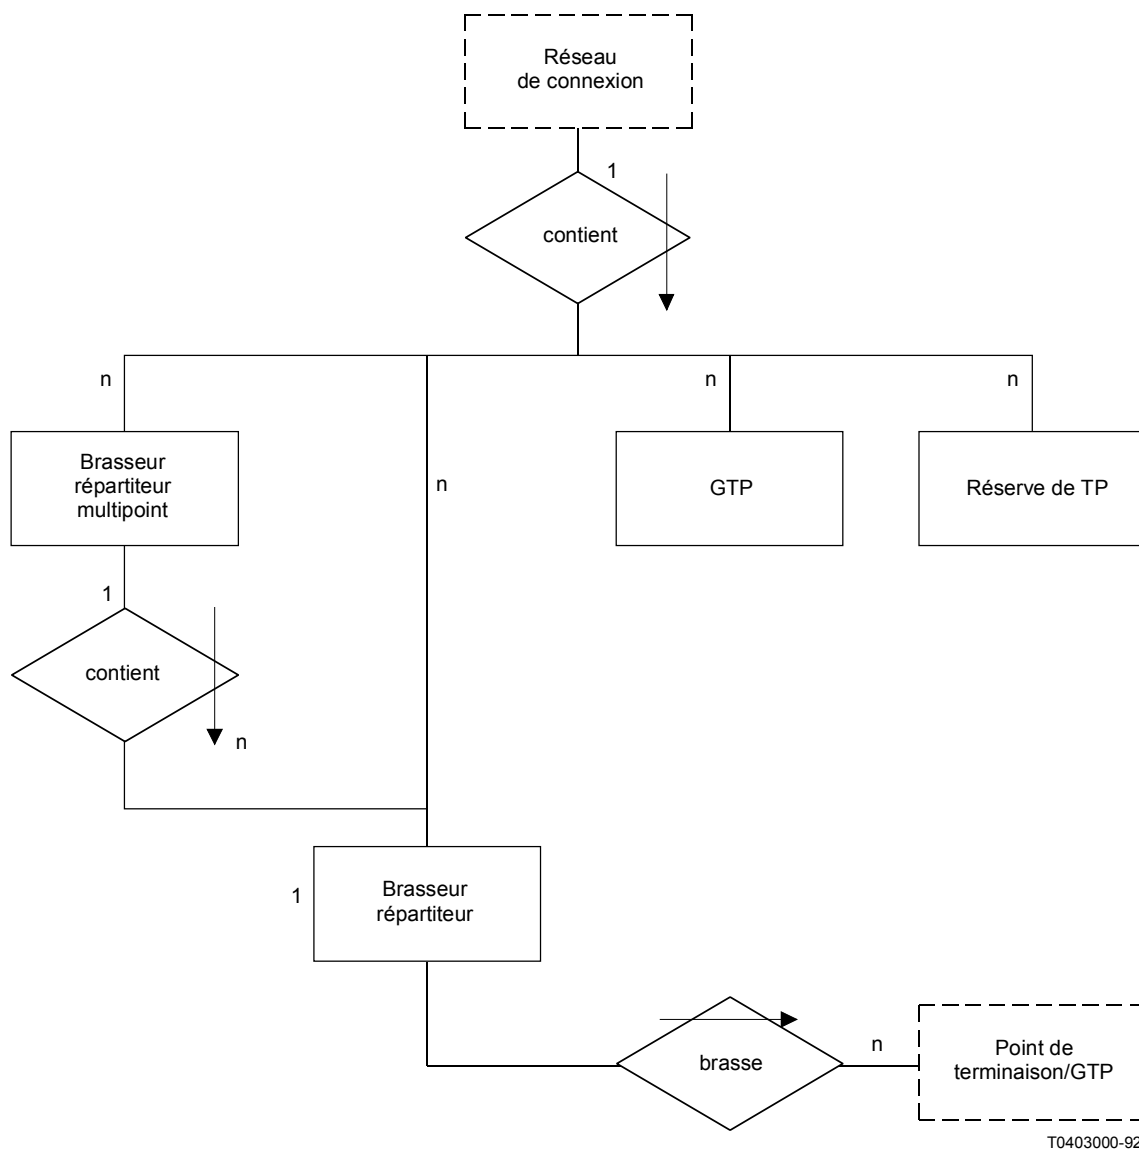 Réseau
de connexion
1
contient
n
n
n
Brasseur
répartiteur
multipoint
n
GTP
Réserve de TP
1
contient
n
1
Brasseur
répartiteur
n
brasse
Point de
terminaison/GTP
T0403000-92